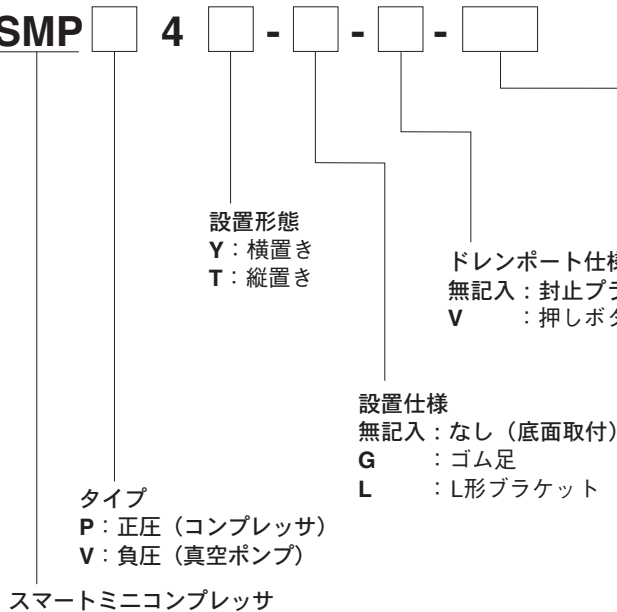 SMP□ 4 □-□-□-□
設置形態
Y：横置き
T：縦置き
ドレンポート仕様
無記入：封止プラ
V ：押しボタ
設置仕様
無記入：なし（底面取付）
G ：ゴム足
L ：L形ブラケット
タイプ
P：正圧（コンプレッサ）
V：負圧（真空ポンプ）
スマートミニコンプレッサ